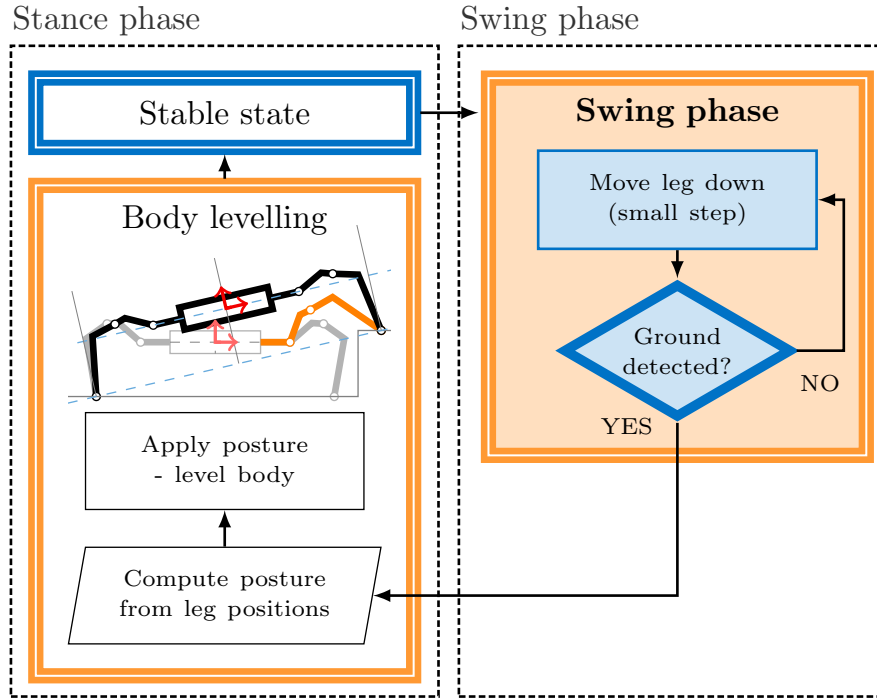 Stance phase
Swing phase
Stable state
Swing phase
Move leg down
(small step)
Ground
detected?
NO
YES
Body levelling
Apply posture
- level body
Compute posture
from leg positions